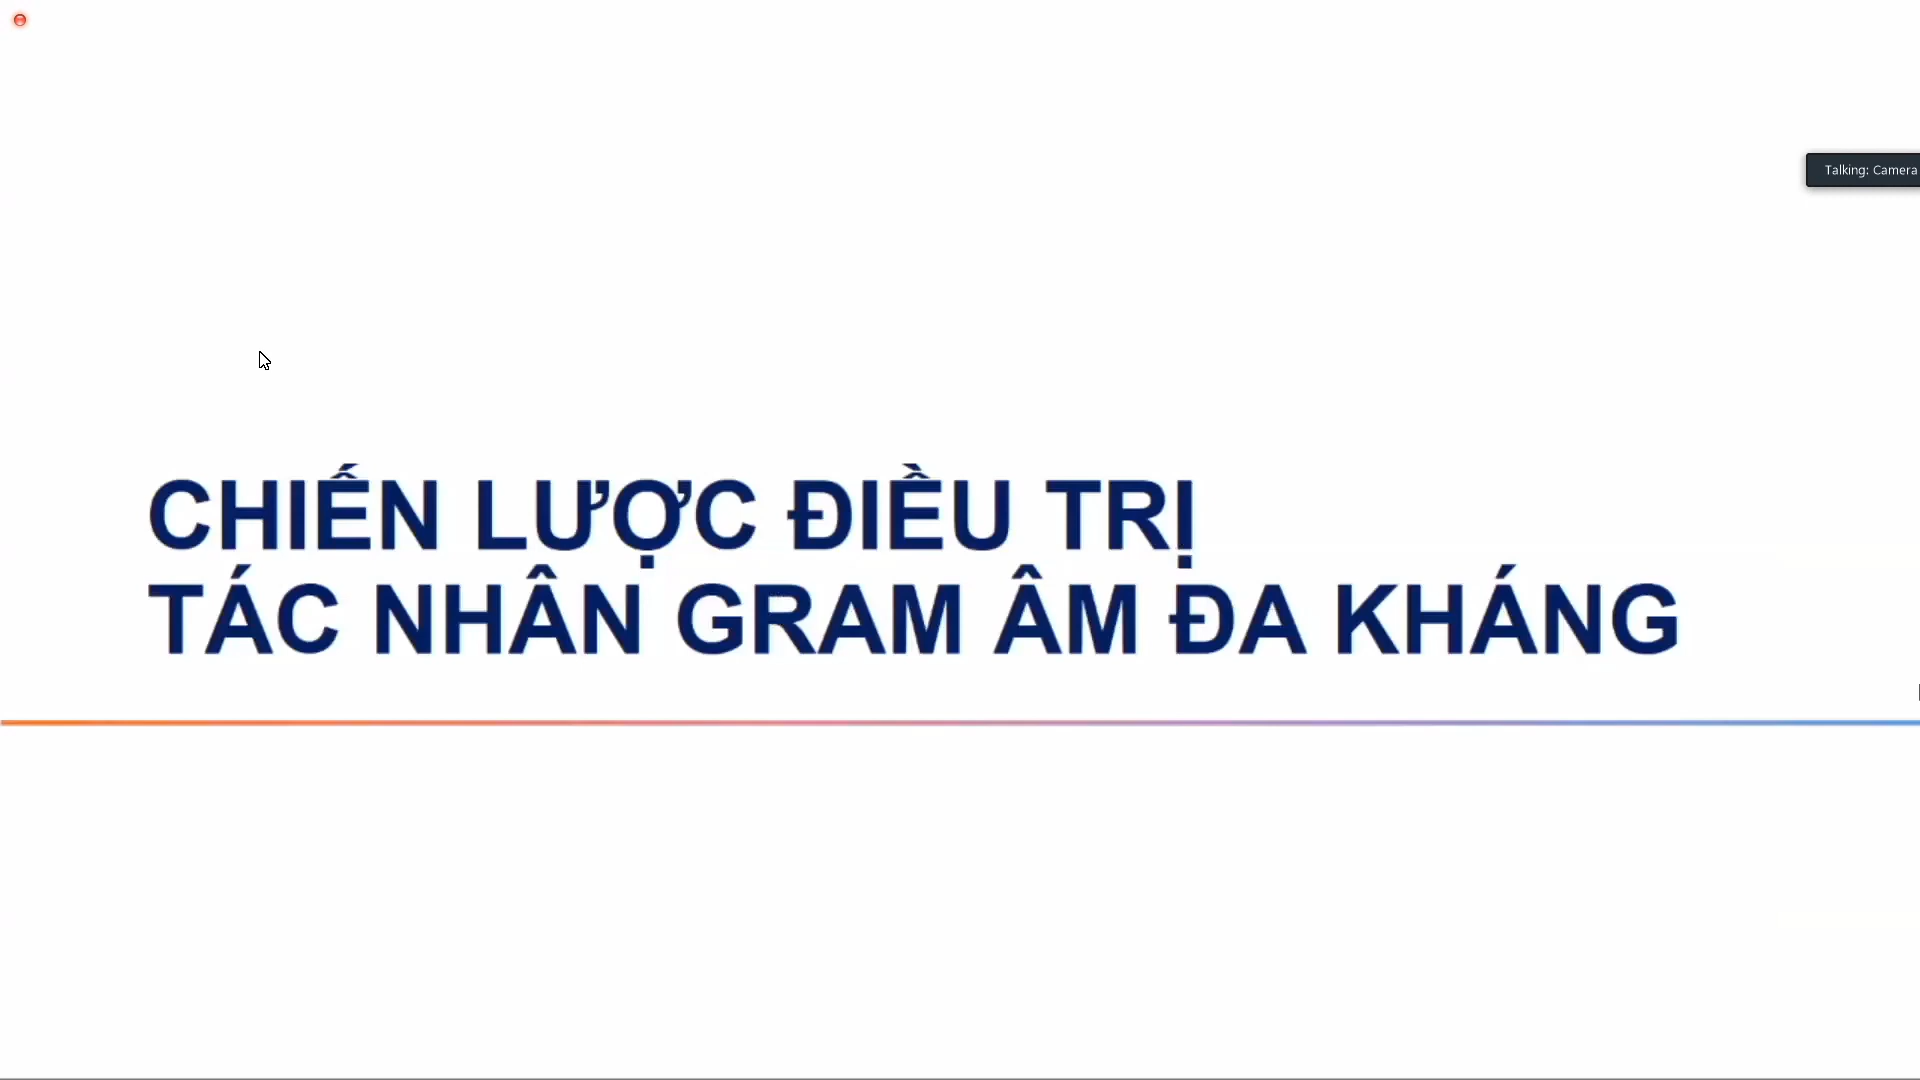 Talking: Camera
CHIẾN LƯỢC ĐIỀU TRỊ
TÁC NHÂN GRAM ÂM ĐA KHÁNG